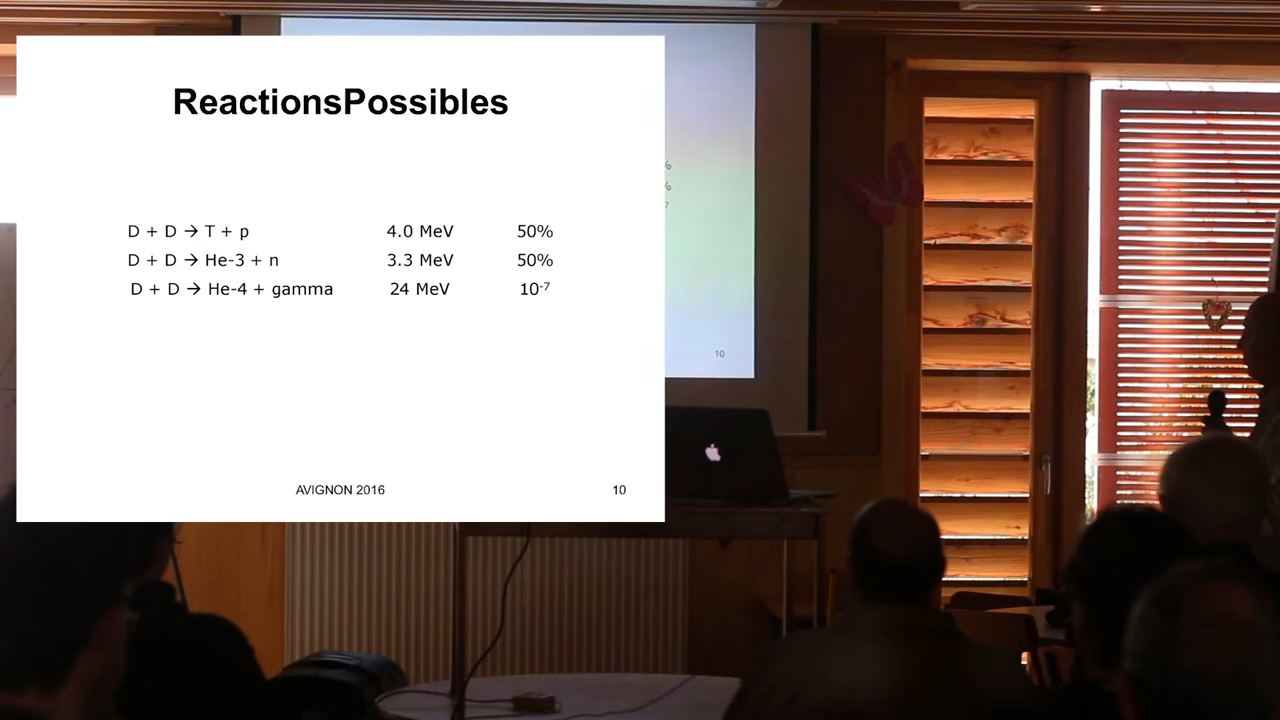 ReactionsPossibles
D + D → T + p 4.0 MeV 50%
D + D → He-3 + n 3.3 MeV 50%
D + D → He-4 + gamma 24 MeV 10⁻⁷
AVIGNON 2016 10
%
%
7
10